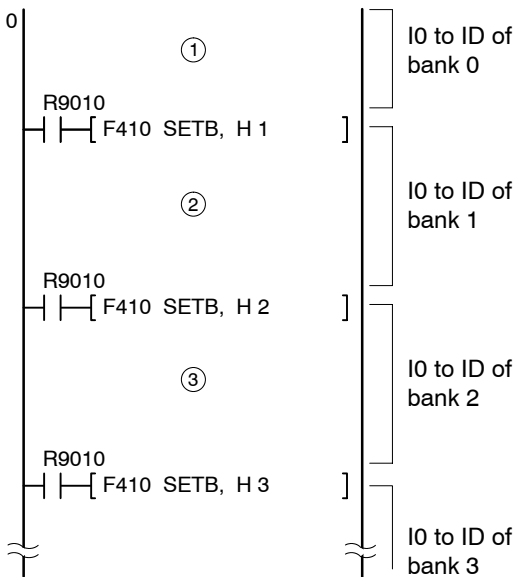 0
①
I0 to ID of
bank 0
R9010
F410 SETB, H 1
②
I0 to ID of
bank 1
R9010
F410 SETB, H 2
③
I0 to ID of
bank 2
R9010
F410 SETB, H 3
I0 to ID of
bank 3